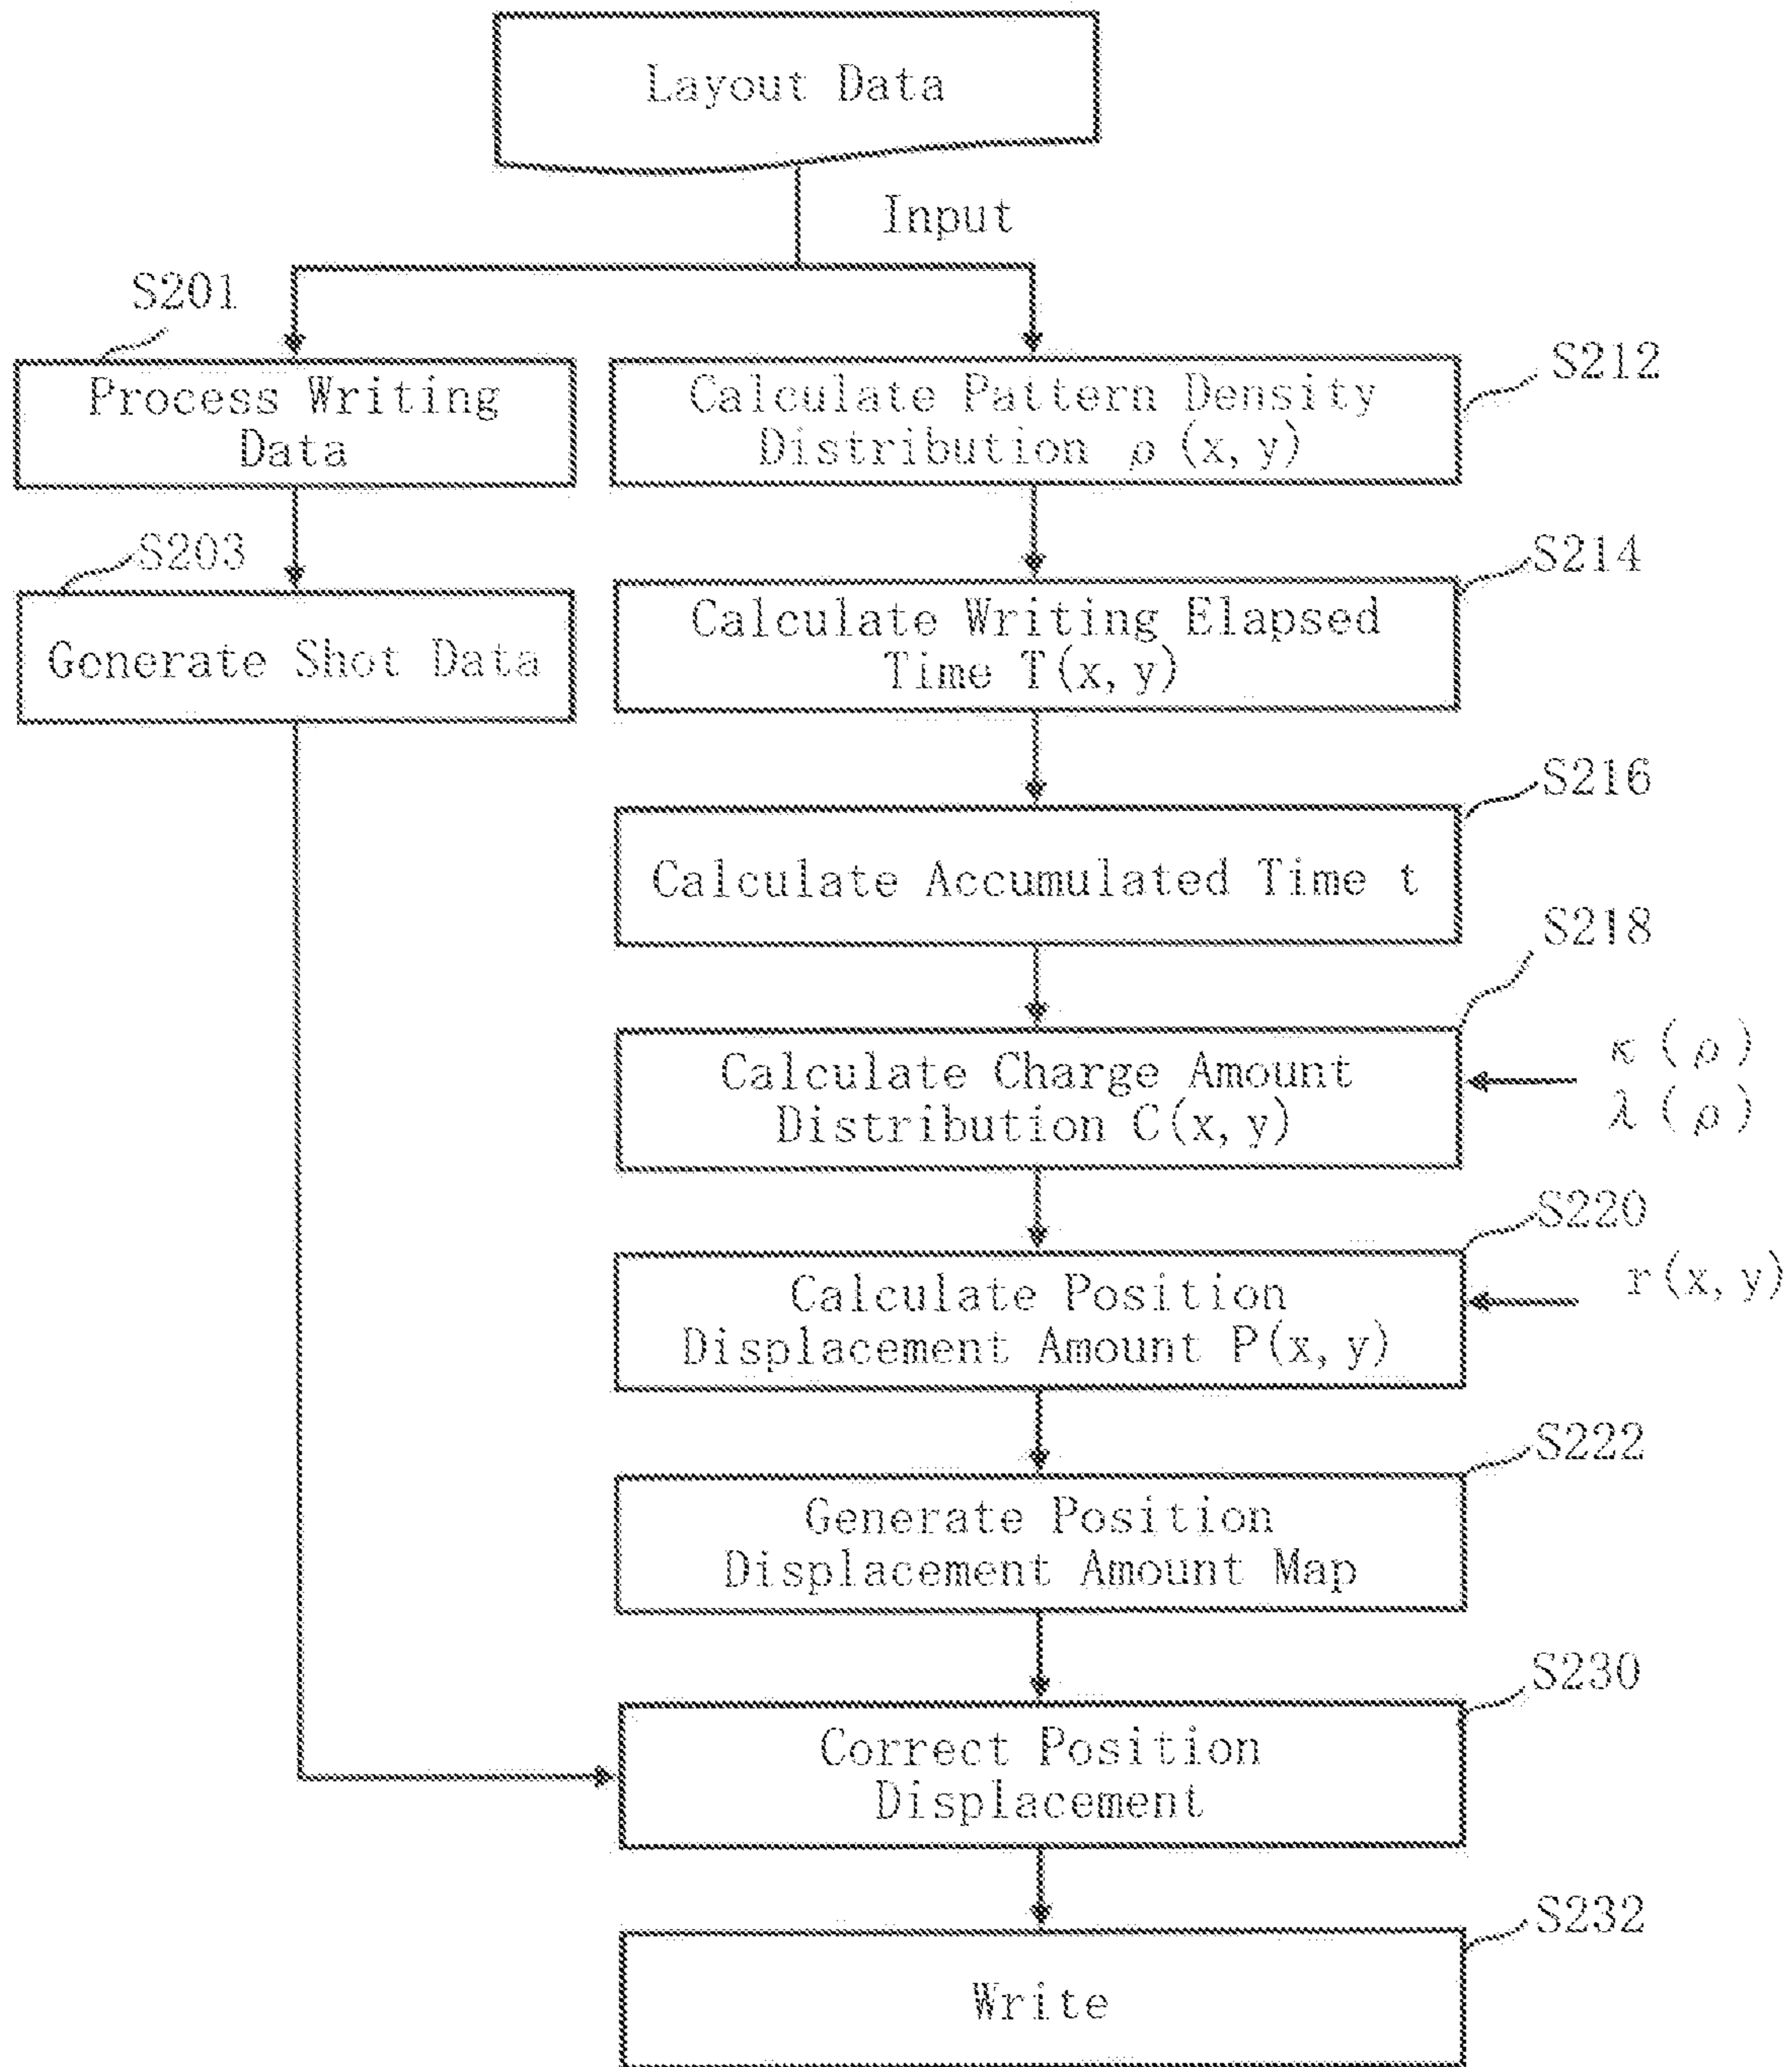 Layout Data
Input
S201
Process Writing
Data
S212
Calculate Pattern Density
Distribution ρ(x,y)
S203
Generate Shot Data
S214
Calculate Writing Elapsed
Time T(x,y)
S216
Calculate Accumulated Time t
S218
Calculate Charge Amount
Distribution C(x,y)
κ(ρ)
λ(ρ)
S220
Calculate Position
Displacement Amount P(x,y)
r(x,y)
S222
Generate Position
Displacement Amount Map
S230
Correct Position
Displacement
S232
Write